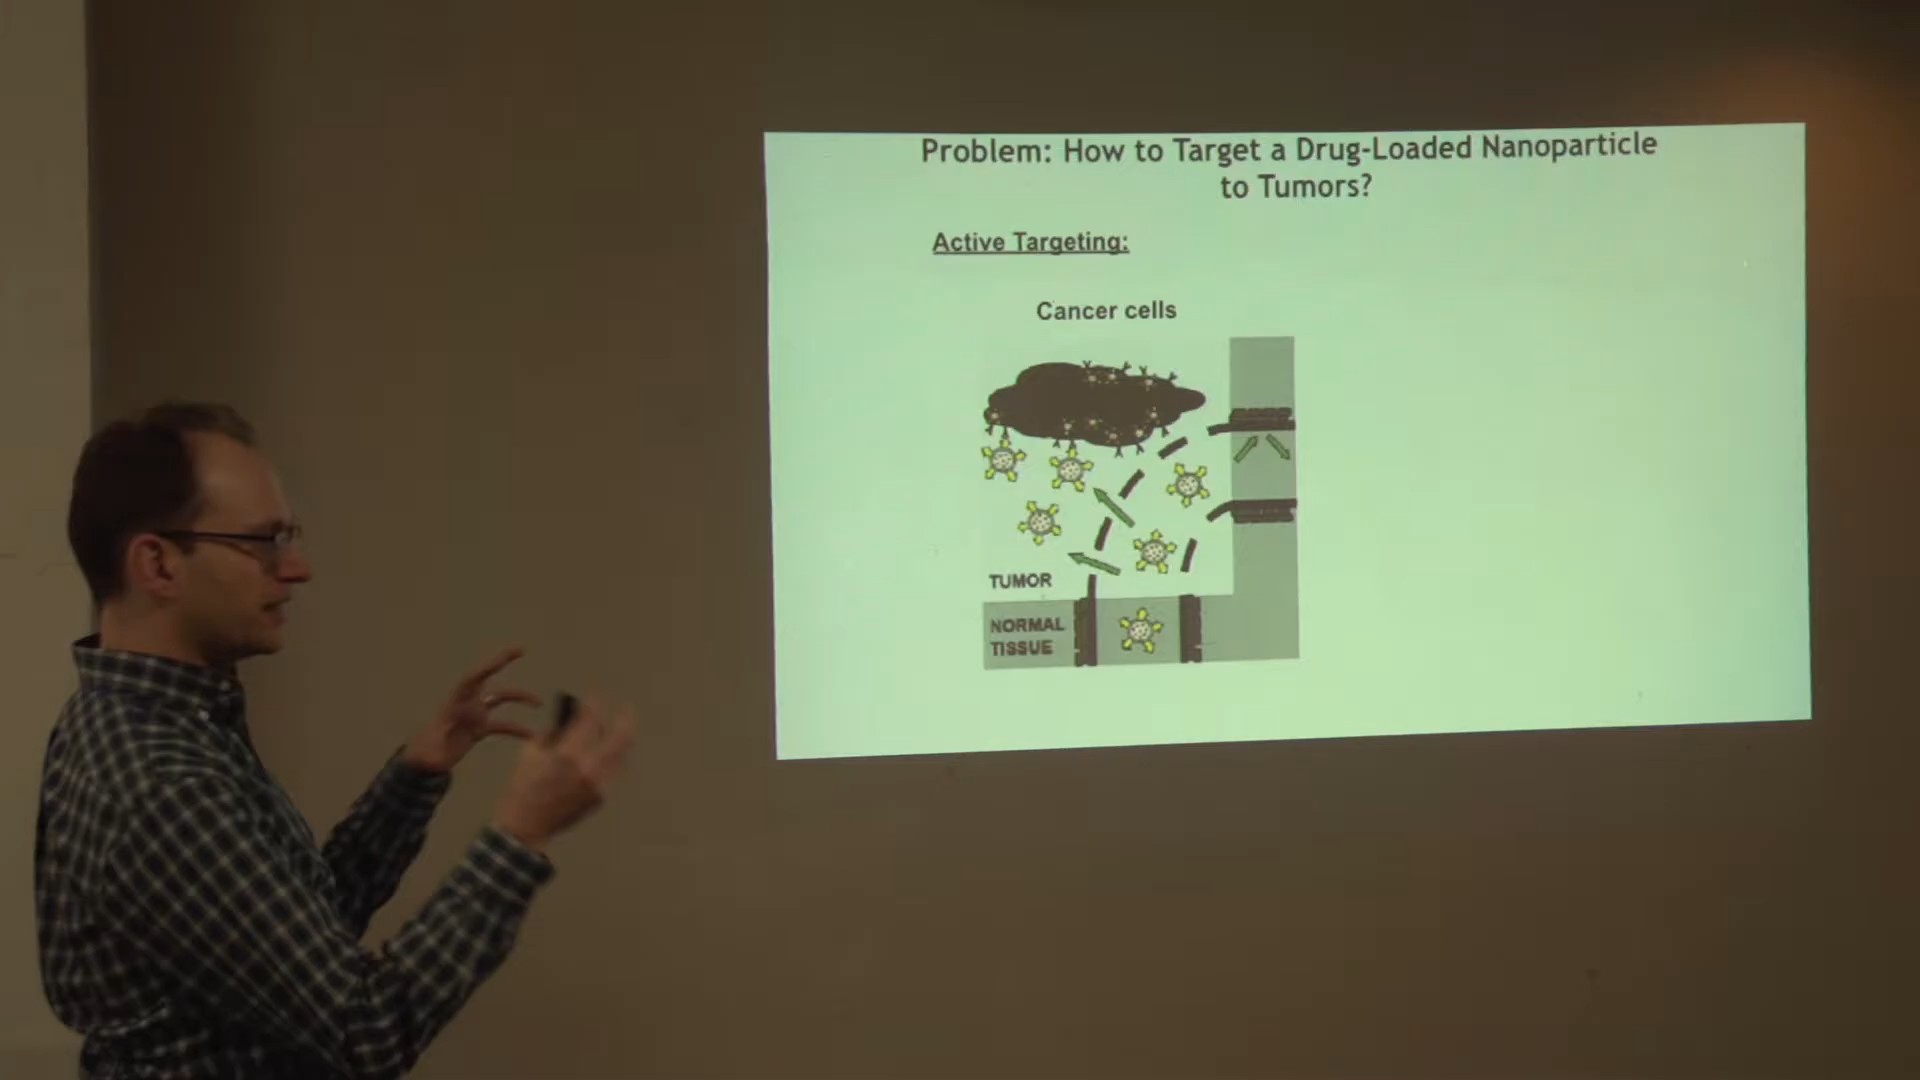 Problem: How to Target a Drug-Loaded Nanoparticle
to Tumors?
Active Targeting:
Cancer cells
TUMOR
NORMAL
TISSUE